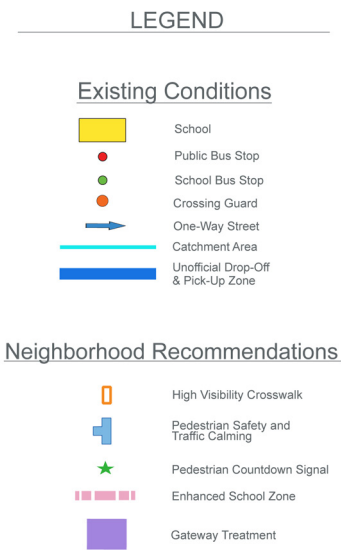 LEGEND
Existing Conditions
School
Public Bus Stop
School Bus Stop
Crossing Guard
One-Way Street
Catchment Area
Unofficial Drop-Off
& Pick-Up Zone
Neighborhood Recommendations
High Visibility Crosswalk
Pedestrian Safety and
Traffic Calming
Pedestrian Countdown Signal
Enhanced School Zone
Gateway Treatment